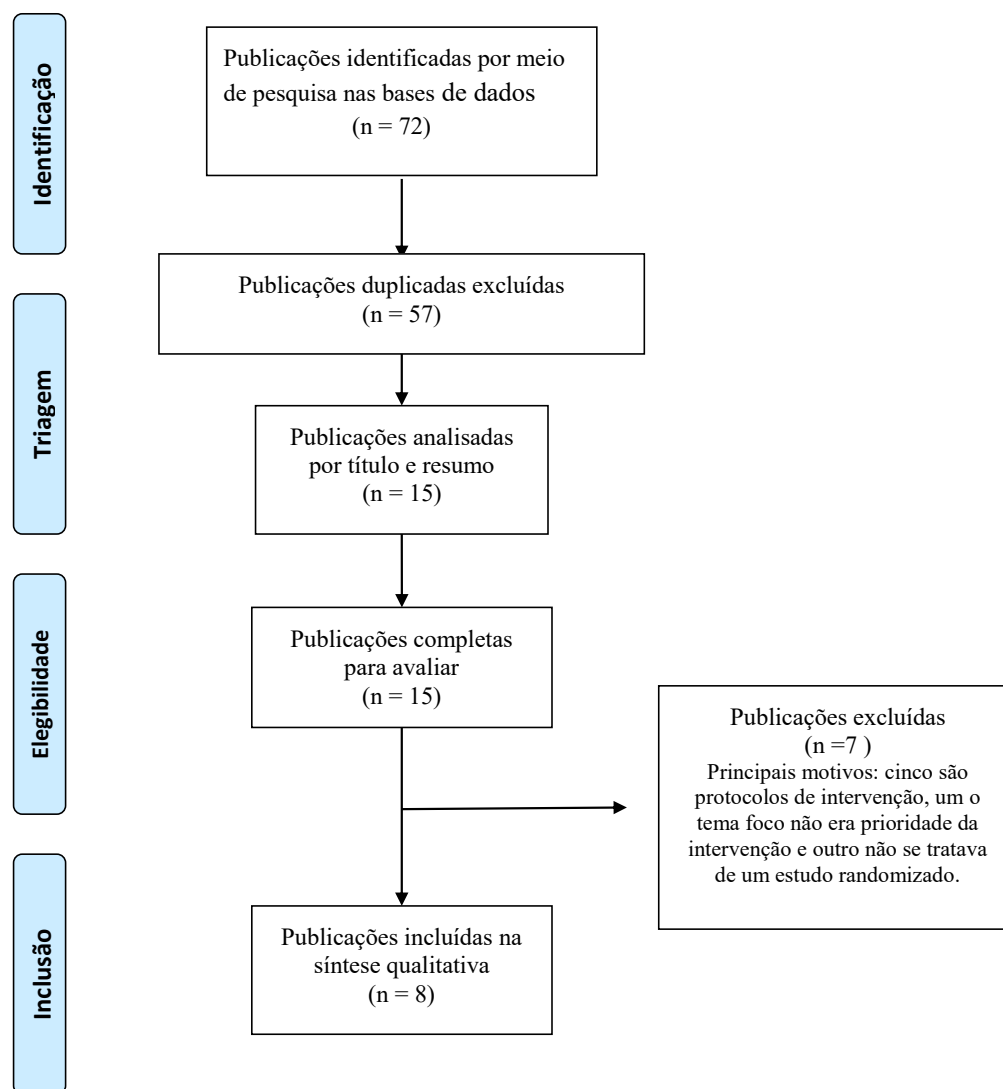 Identificação
Publicações identificadas por meio
de pesquisa nas bases de dados
(n = 72)
Triagem
Publicações duplicadas excluídas
(n = 57)
Publicações analisadas
por título e resumo
(n = 15)
Elegibilidade
Publicações completas
para avaliar
(n = 15)
Publicações excluídas
(n =7 )
Principais motivos: cinco são
protocolos de intervenção, um o
tema foco não era prioridade da
intervenção e outro não se tratava
de um estudo randomizado.
Inclusão
Publicações incluídas na
síntese qualitativa
(n = 8)